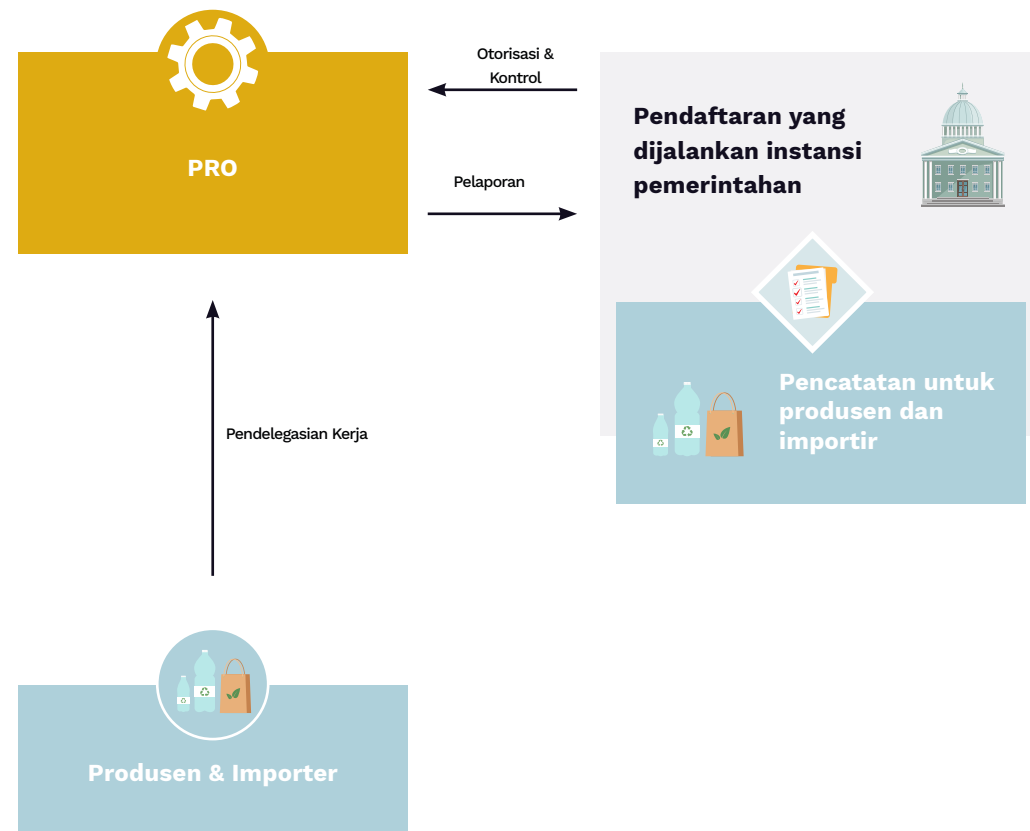 PRO
Otorisasi &
Kontrol
Pelaporan
Pendaftaran yang
dijalankan instansi
pemerintahan
Pencatatan untuk
produsen dan
importir
Pendelegasian Kerja
Produsen & Importer